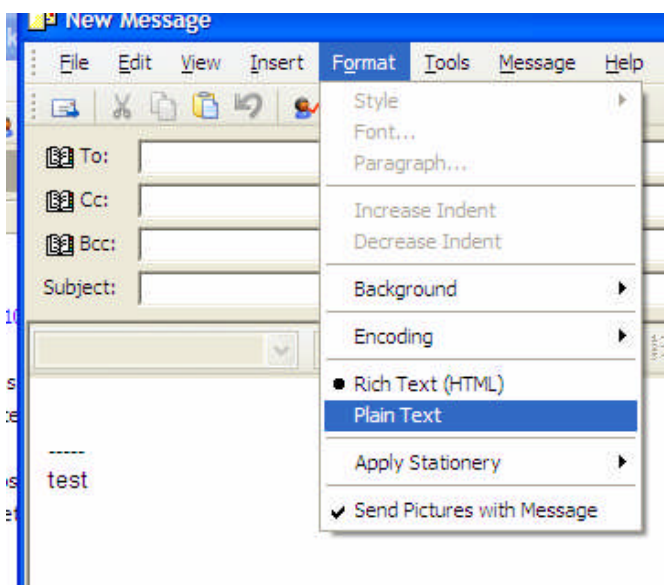 New Message
File Edit View Insert Format Tools Message Help
Style
Font...
Paragraph...
Increase Indent
Decrease Indent
Background
Encoding
Rich Text (HTML)
Plain Text
Apply Stationery
Send Pictures with Message
To:
Cc:
Bcc:
Subject:
-----
test